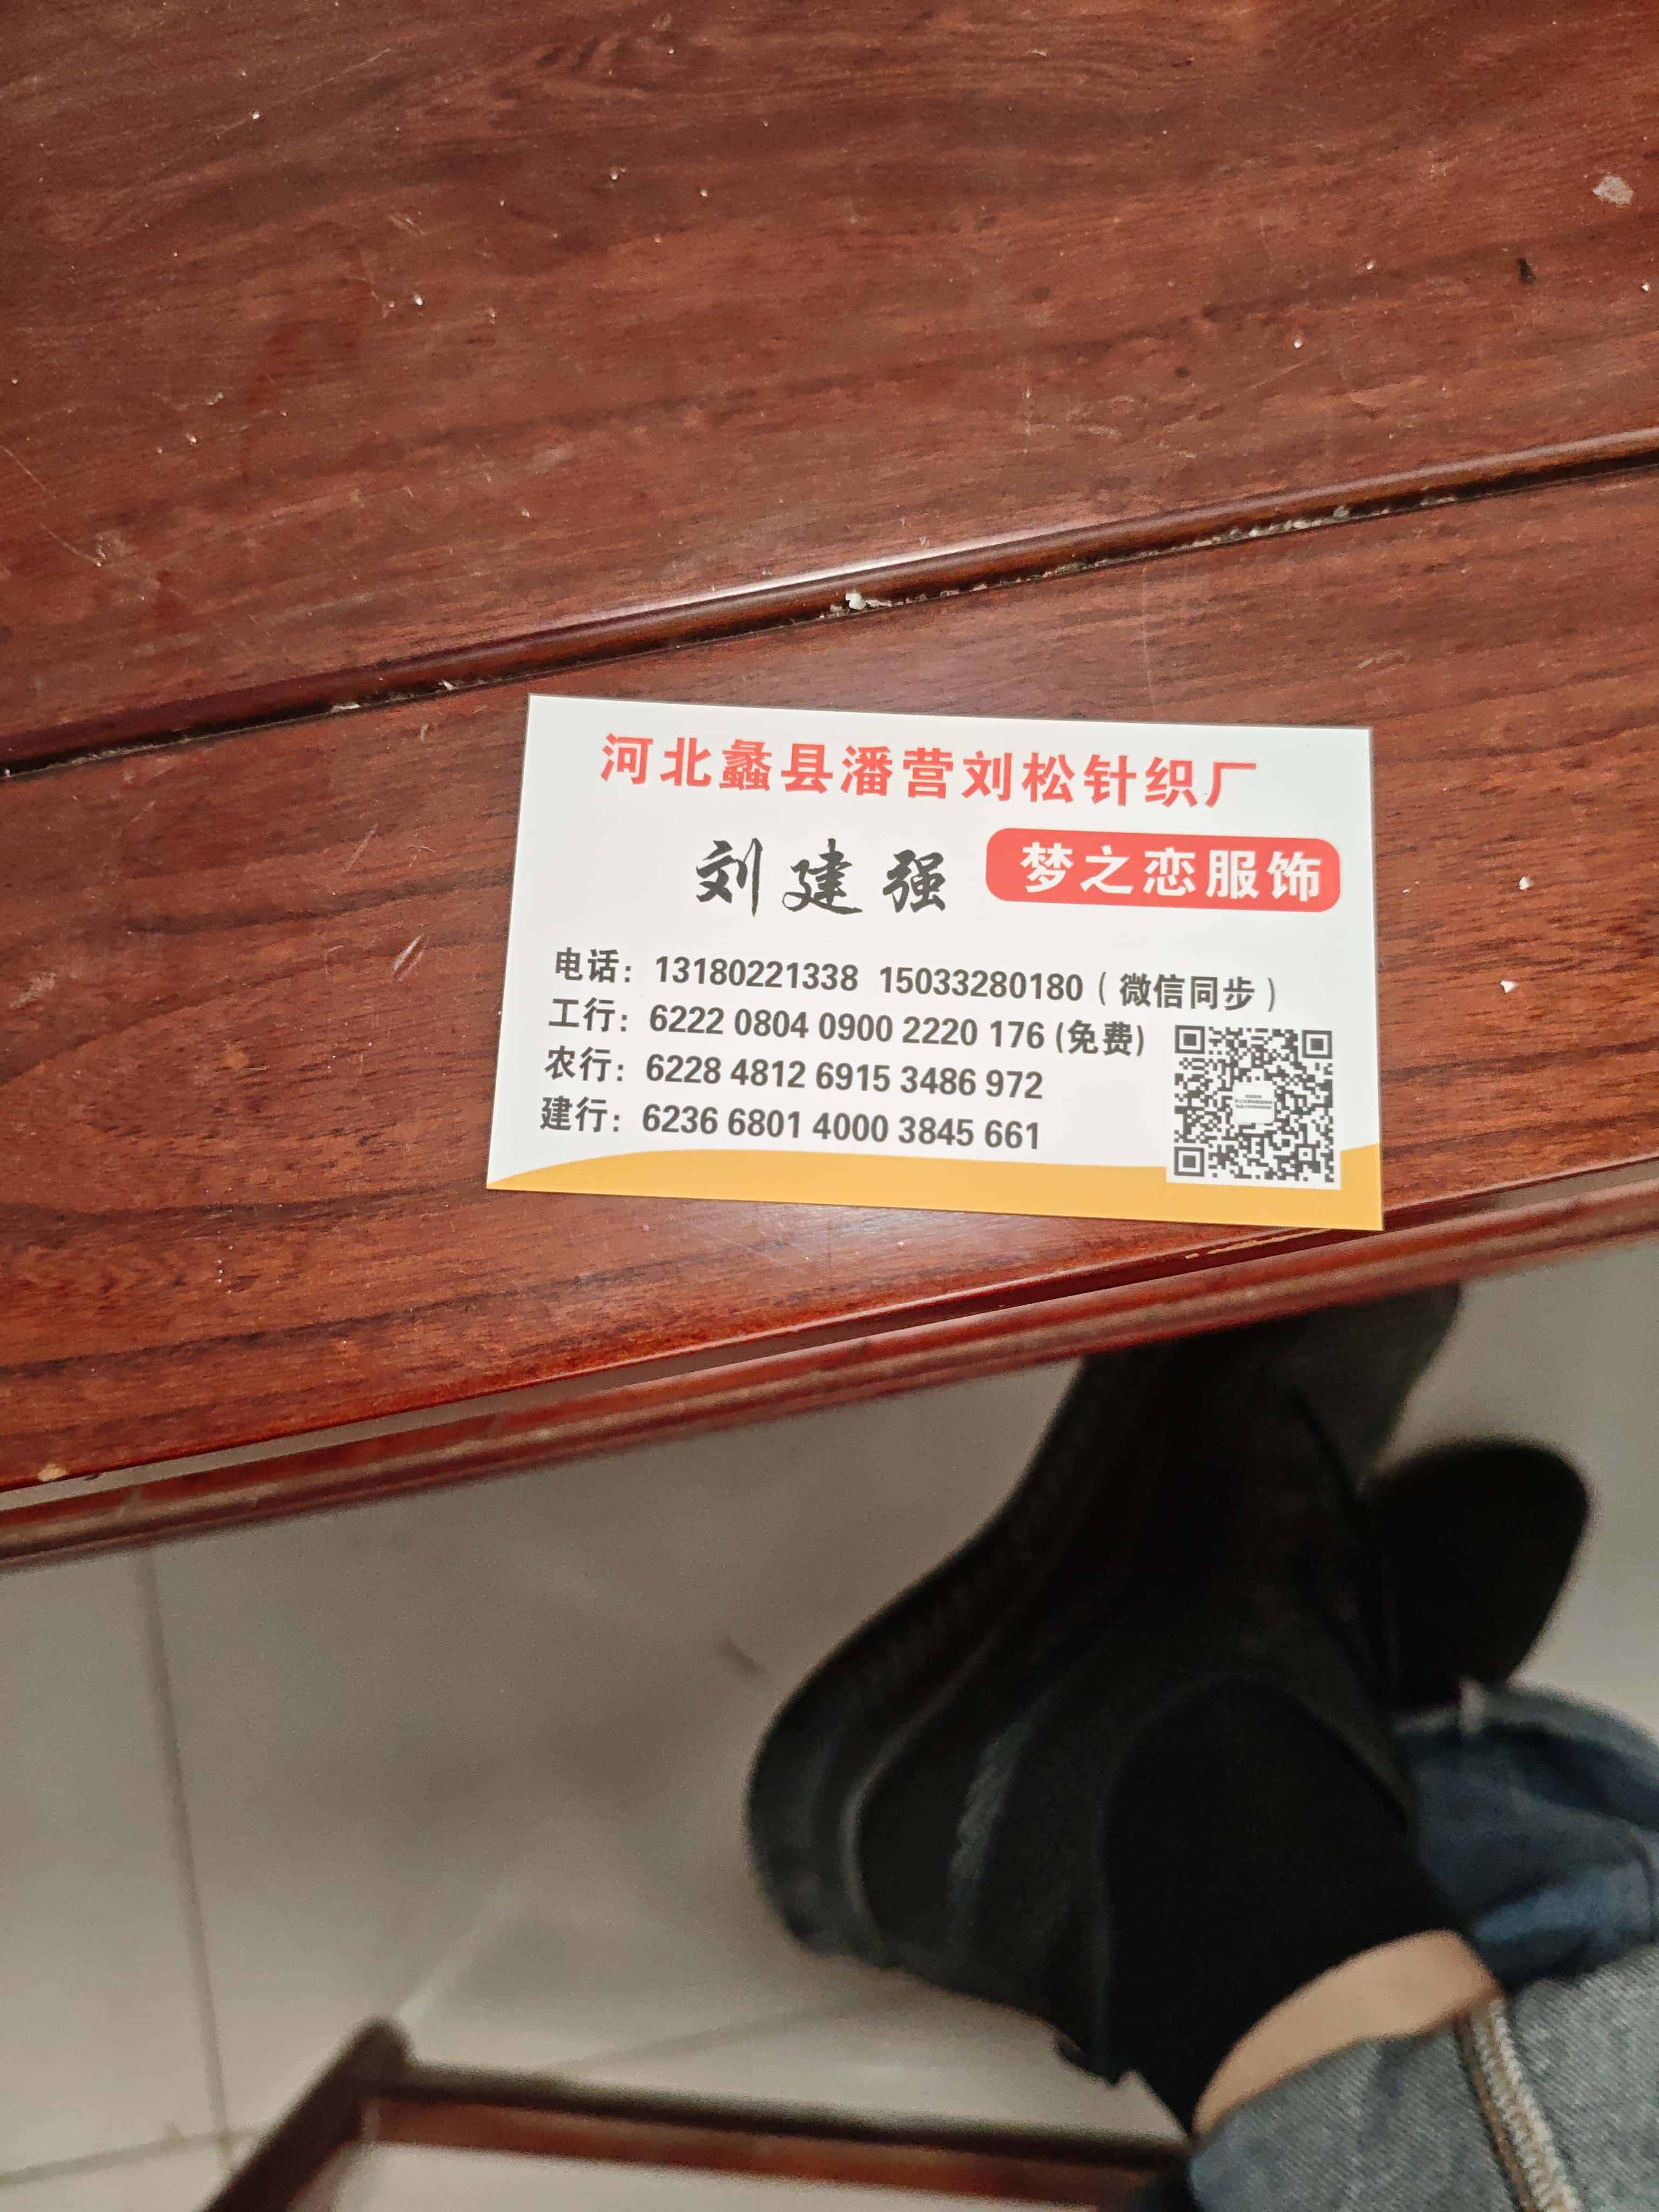 河北蠡县潘营刘松针织厂
刘建强 梦之恋服饰
电话：13180221338 15033280180（微信同步）
工行：6222 0804 0900 2220 176 (免费)
农行：6228 4812 6915 3486 972
建行：6236 6801 4000 3845 661